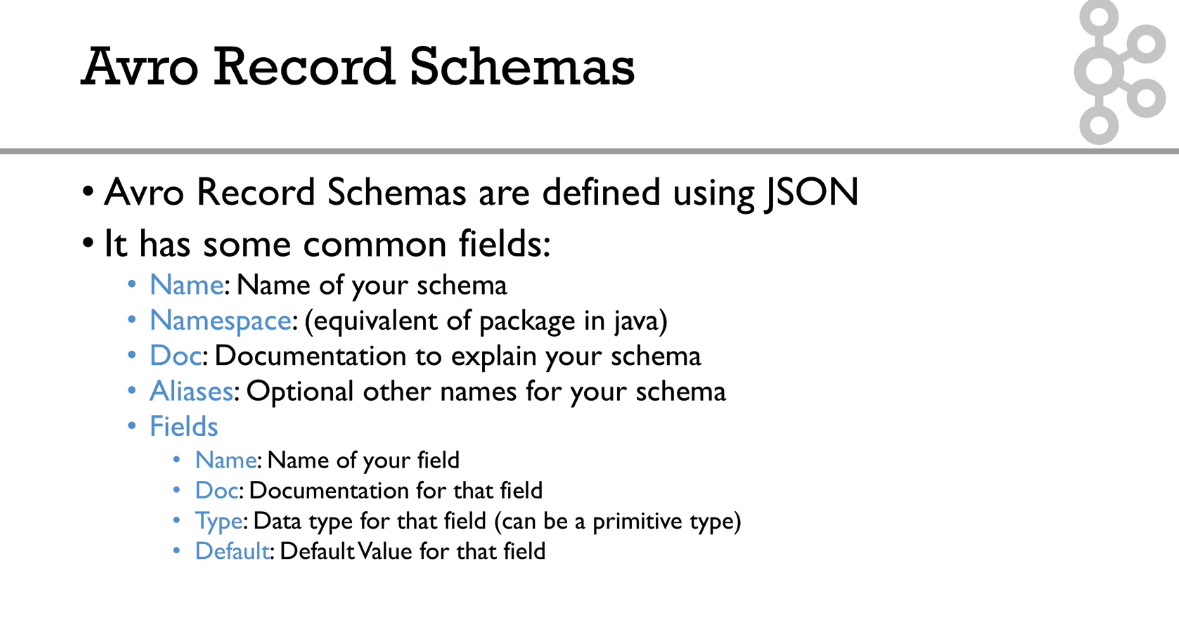 Avro Record Schemas
• Avro Record Schemas are defined using JSON
• It has some common fields:
• Name: Name of your schema
• Namespace: (equivalent of package in java)
• Doc: Documentation to explain your schema
• Aliases: Optional other names for your schema
• Fields
• Name: Name of your field
• Doc: Documentation for that field
• Type: Data type for that field (can be a primitive type)
• Default: Default Value for that field